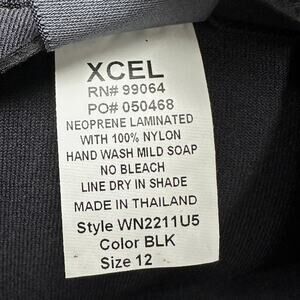 XCEL
RN# 99064
PO# 050468
NEOPRENE LAMINATED
WITH 100% NYLON
HAND WASH MILD SOAP
NO BLEACH
LINE DRY IN SHADE
MADE IN THAILAND
Style WN2211U5
Color BLK
Size 12